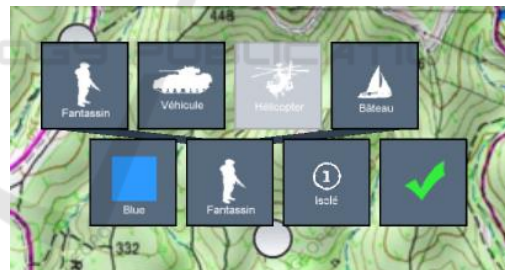 448
Fantassin
Véhicule
Hélicopter
Bâteau
Blue
Fantassin
1
Isolé
332